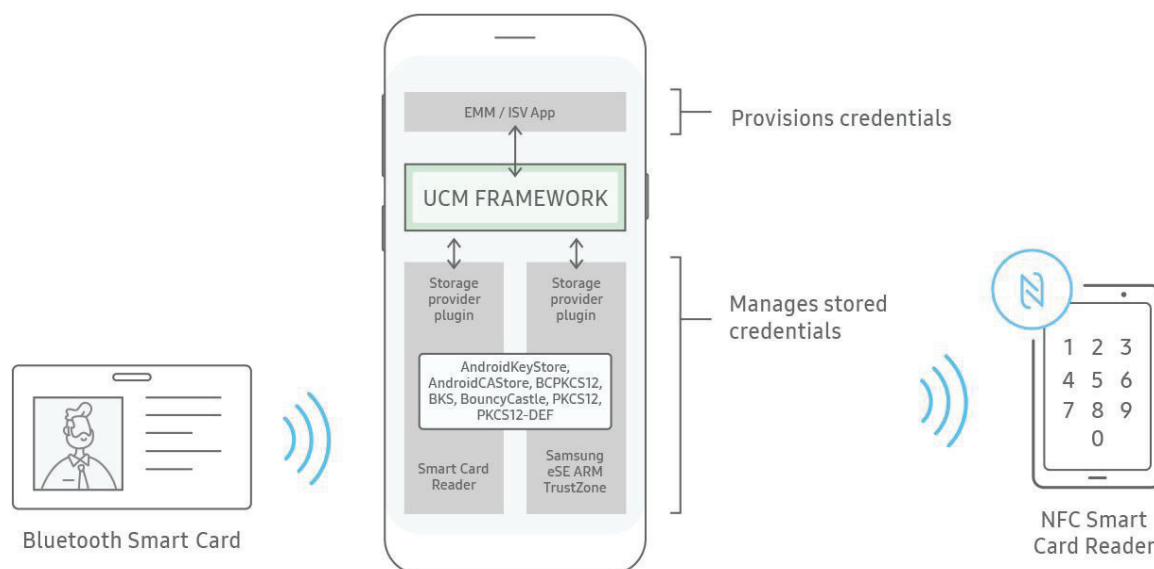 EMM / ISV App
Provisions credentials
UCM FRAMEWORK
Storage
provider
plugin
Storage
provider
plugin
Manages stored
credentials
AndroidKeyStore,
AndroidCAStore, BCPKCS12,
BKS, BouncyCastle, PKCS12,
PKCS12-DEF
Smart Card
Reader
Samsung
eSE ARM
TrustZone
Bluetooth Smart Card
1 2 3
4 5 6
7 8 9
0
NFC Smart
Card Reader